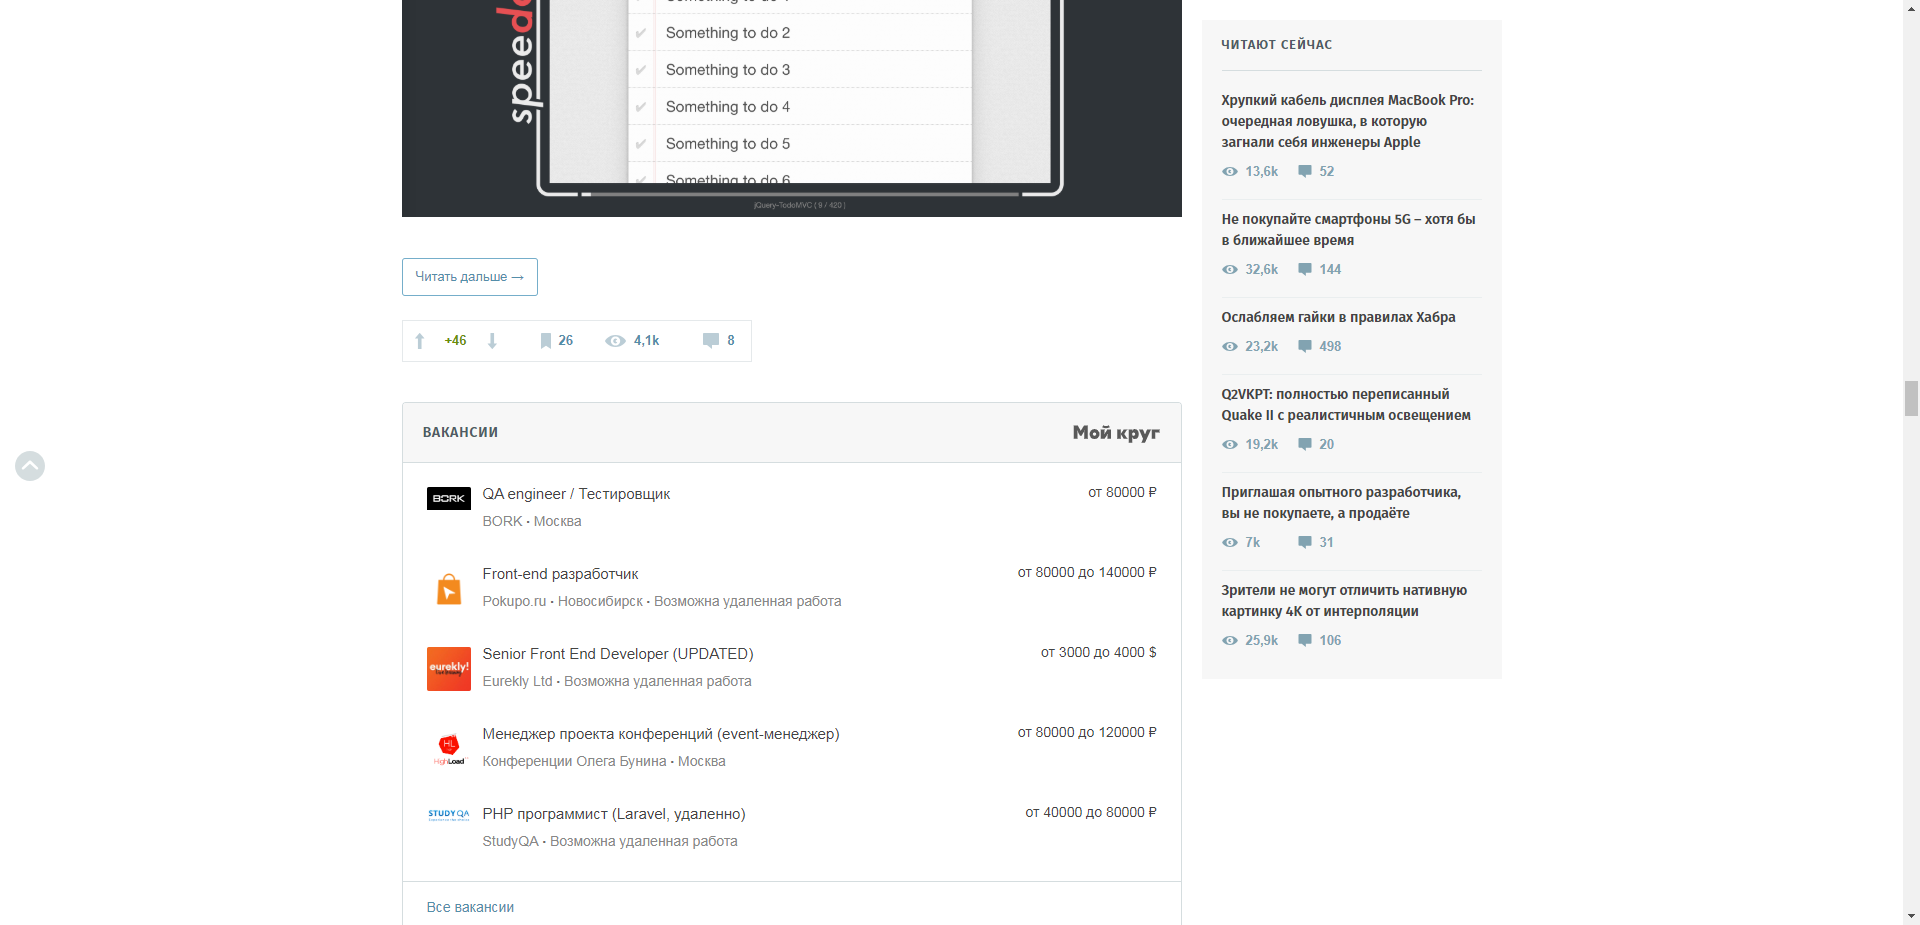 Something to do 2
Something to do 3
Something to do 4
Something to do 5
Something to do 6
jQuery-TodoMVC ( 9 / 420 )
Читать дальше →
+46 26 4,1k 8
ВАКАНСИИ Мой круг
BORK
QA engineer / Тестировщик от 80000 ₽
BORK • Москва
Front-end разработчик от 80000 до 140000 ₽
Pokupo.ru • Новосибирск • Возможна удаленная работа
eurekly!
Senior Front End Developer (UPDATED) от 3000 до 4000 $
Eurekly Ltd • Возможна удаленная работа
HL
HighLoad
Менеджер проекта конференций (event-менеджер) от 80000 до 120000 ₽
Конференции Олега Бунина • Москва
STUDY QA
PHP программист (Laravel, удаленно) от 40000 до 80000 ₽
StudyQA • Возможна удаленная работа
Все вакансии
ЧИТАЮТ СЕЙЧАС
Хрупкий кабель дисплея MacBook Pro:
очередная ловушка, в которую
загнали себя инженеры Apple
13,6k 52
Не покупайте смартфоны 5G – хотя бы
в ближайшее время
32,6k 144
Ослабляем гайки в правилах Хабра
23,2k 498
Q2VKPT: полностью переписанный
Quake II с реалистичным освещением
19,2k 20
Приглашая опытного разработчика,
вы не покупаете, а продаёте
7k 31
Зрители не могут отличить нативную
картинку 4K от интерполяции
25,9k 106